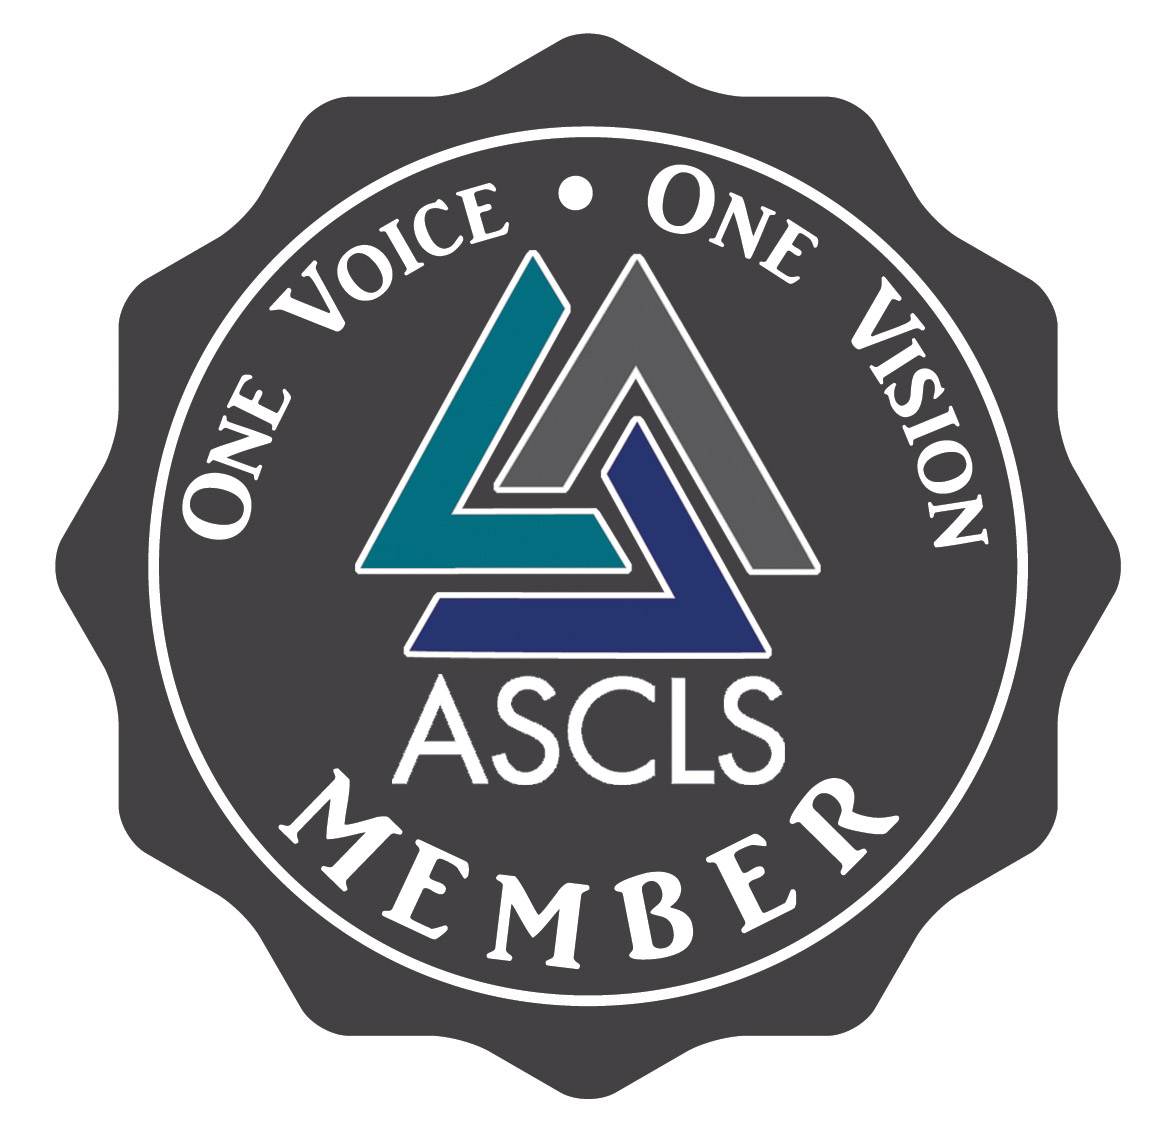 One Voice • One Vision
ASCLS
Member